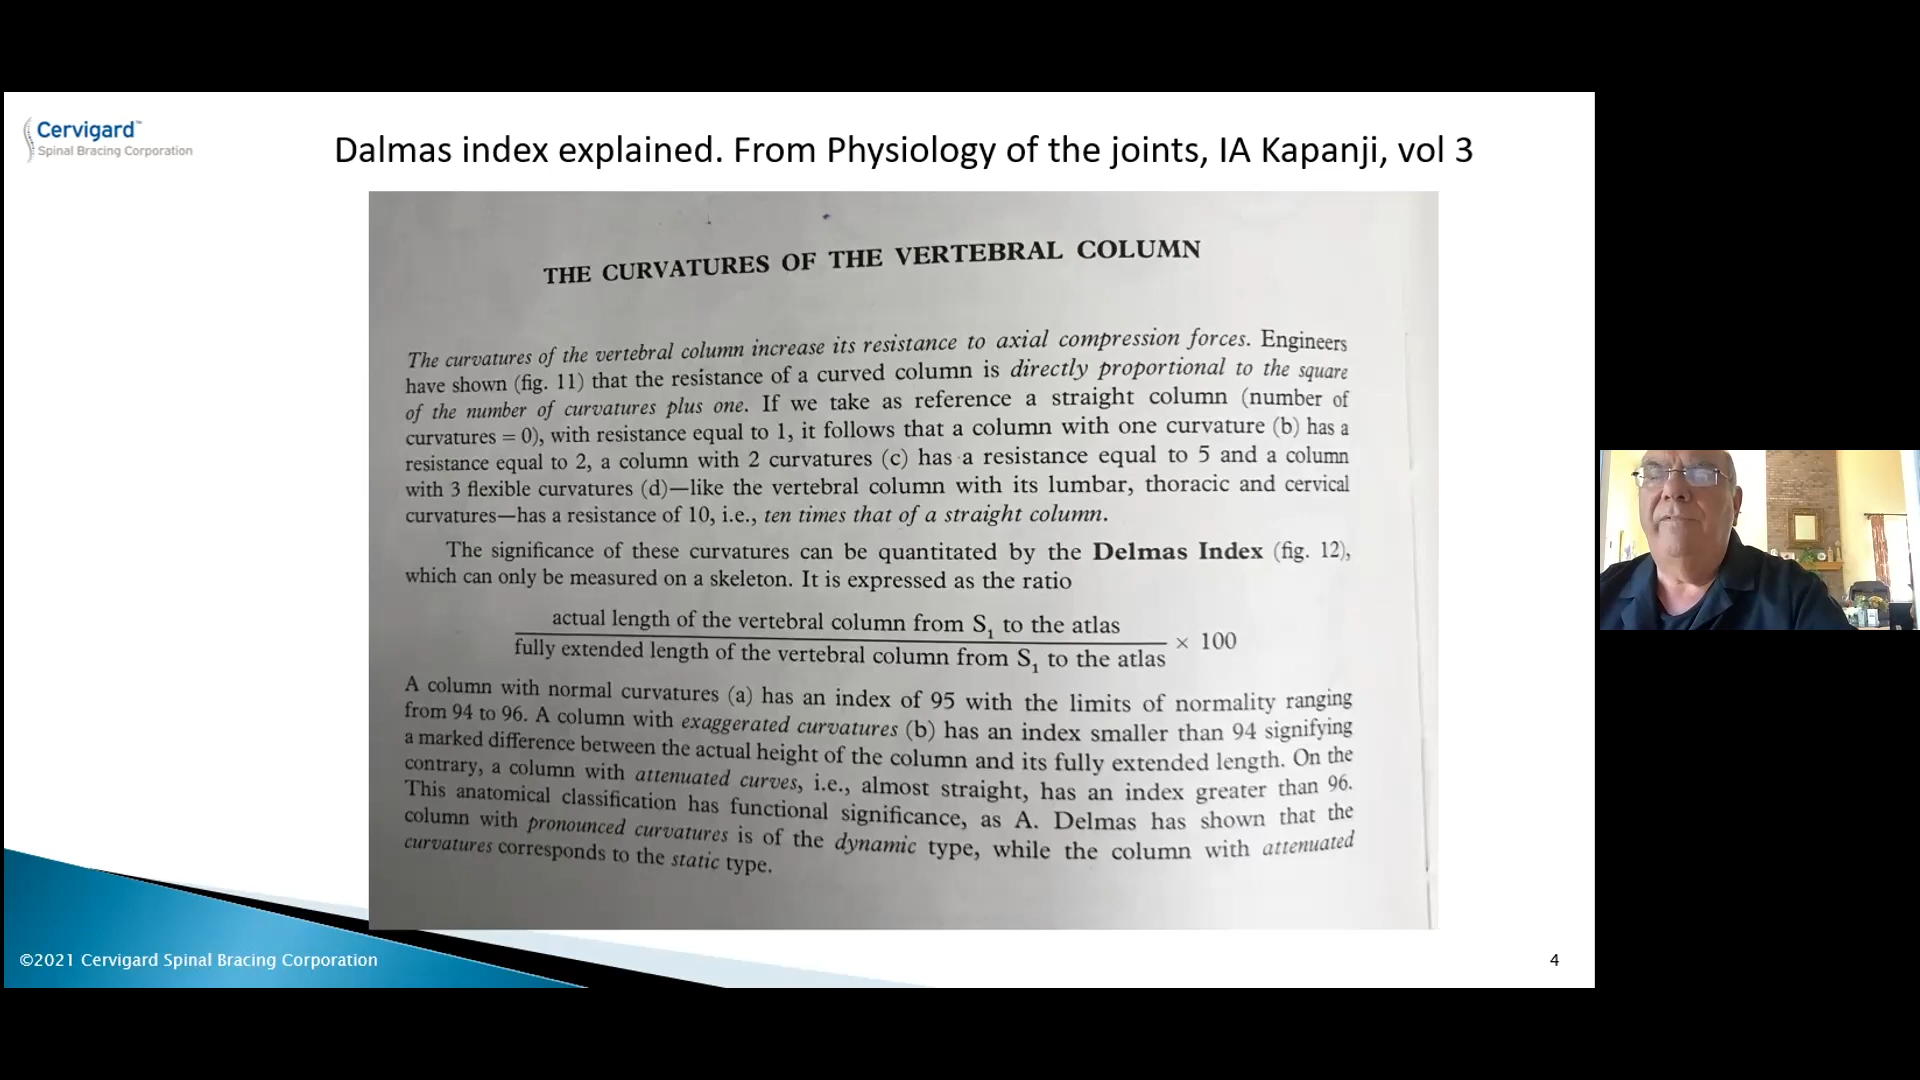 Cervigard™
Spinal Bracing Corporation
Dalmas index explained. From Physiology of the joints, IA Kapanji, vol 3
THE CURVATURES OF THE VERTEBRAL COLUMN
The curvatures of the vertebral column increase its resistance to axial compression forces. Engineers
have shown (fig. 11) that the resistance of a curved column is directly proportional to the square
of the number of curvatures plus one. If we take as reference a straight column (number of
curvatures = 0), with resistance equal to 1, it follows that a column with one curvature (b) has a
resistance equal to 2, a column with 2 curvatures (c) has a resistance equal to 5 and a column
with 3 flexible curvatures (d)—like the vertebral column with its lumbar, thoracic and cervical
curvatures—has a resistance of 10, i.e., ten times that of a straight column.
The significance of these curvatures can be quantitated by the Delmas Index (fig. 12),
which can only be measured on a skeleton. It is expressed as the ratio
actual length of the vertebral column from S₁ to the atlas
fully extended length of the vertebral column from S₁ to the atlas × 100
A column with normal curvatures (a) has an index of 95 with the limits of normality ranging
from 94 to 96. A column with exaggerated curvatures (b) has an index smaller than 94 signifying
a marked difference between the actual height of the column and its fully extended length. On the
contrary, a column with attenuated curves, i.e., almost straight, has an index greater than 96.
This anatomical classification has functional significance, as A. Delmas has shown that the
column with pronounced curvatures is of the dynamic type, while the column with attenuated
curvatures corresponds to the static type.
©2021 Cervigard Spinal Bracing Corporation
4